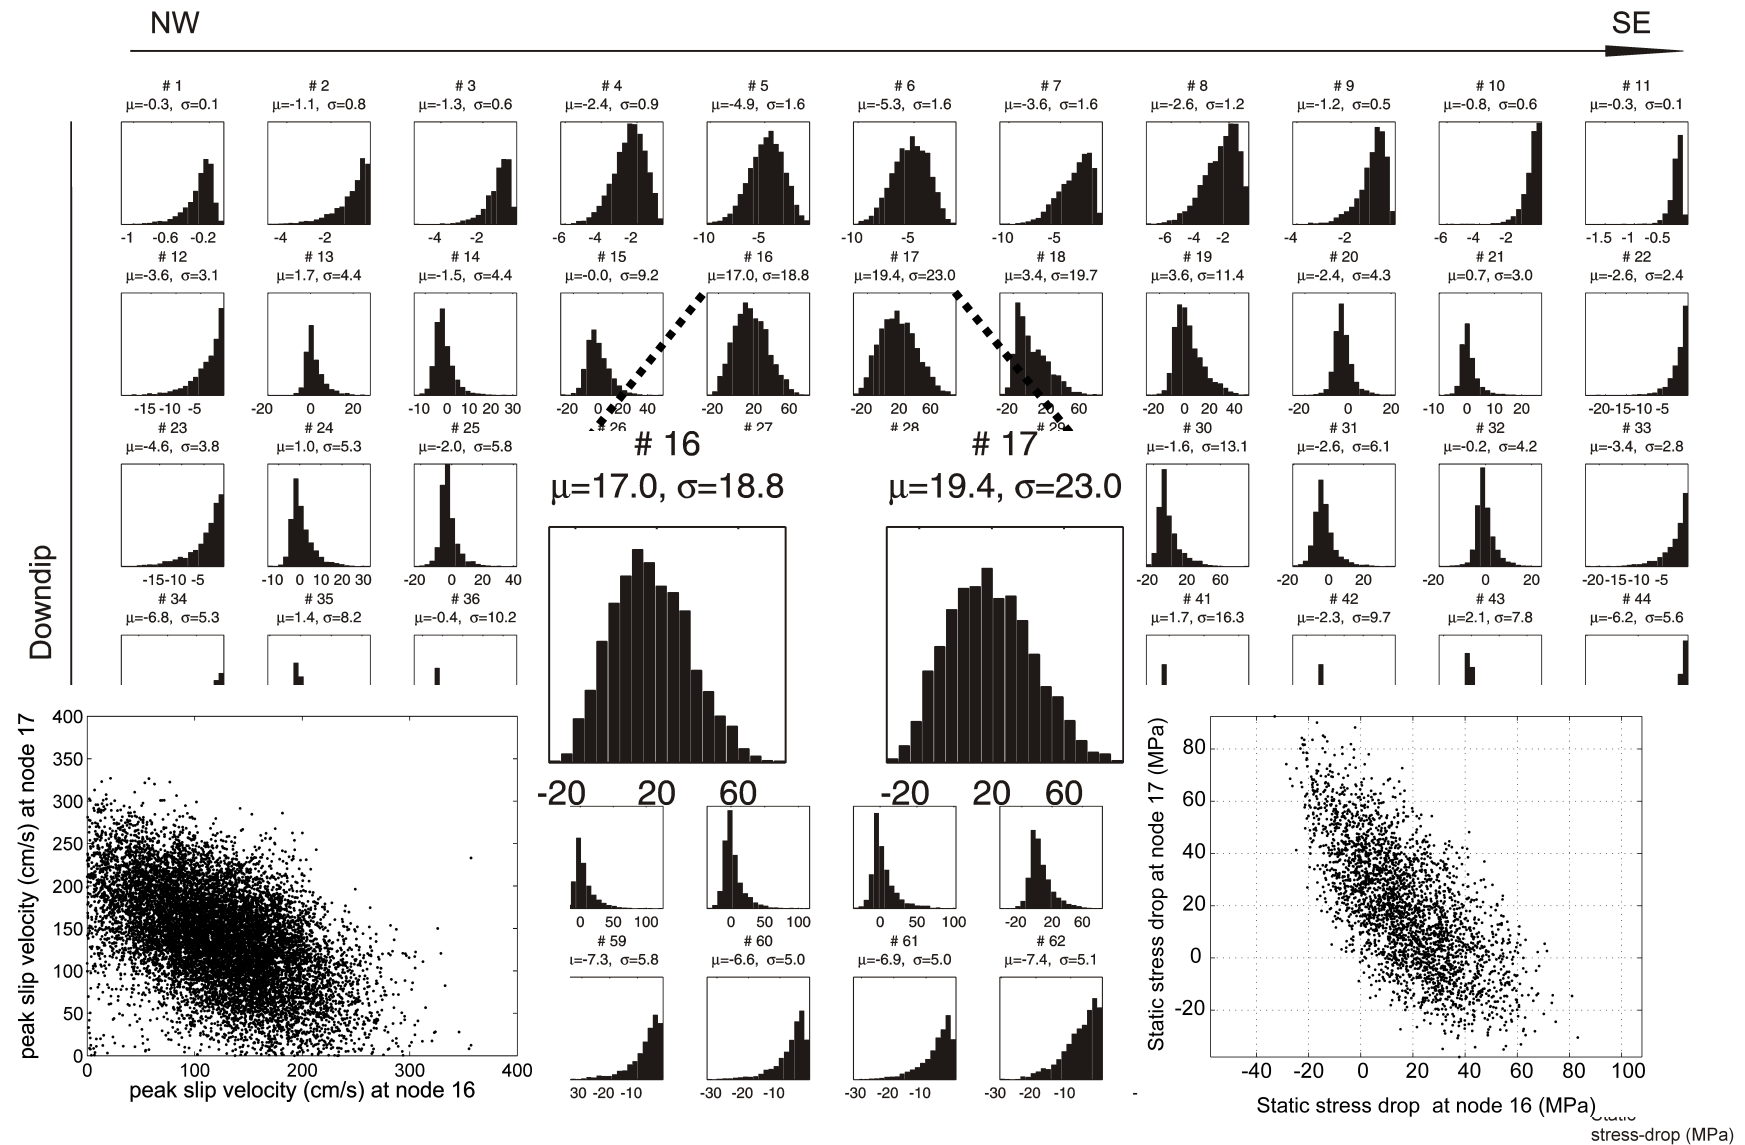 NW SE
# 1 # 2 # 3 # 4 # 5 # 6 # 7 # 8 # 9 # 10 # 11
μ=-0.3, σ=0.1 μ=-1.1, σ=0.8 μ=-1.3, σ=0.6 μ=-2.4, σ=0.9 μ=-4.9, σ=1.6 μ=-5.3, σ=1.6 μ=-3.6, σ=1.6 μ=-2.6, σ=1.2 μ=-1.2, σ=0.5 μ=-0.8, σ=0.6 μ=-0.3, σ=0.1
-1 -0.6 -0.2 -4 -2 -4 -2 -6 -4 -2 -10 -5 -10 -5 -10 -5 -6 -4 -2 -4 -2 -6 -4 -2 -1.5 -1 -0.5
# 12 # 13 # 14 # 15 # 16 # 17 # 18 # 19 # 20 # 21 # 22
μ=-3.6, σ=3.1 μ=1.7, σ=4.4 μ=-1.5, σ=4.4 μ=-0.0, σ=9.2 μ=17.0, σ=18.8 μ=19.4, σ=23.0 μ=3.4, σ=19.7 μ=3.6, σ=11.4 μ=-2.4, σ=4.3 μ=0.7, σ=3.0 μ=-2.6, σ=2.4
-15-10 -5 -20 0 20 -10 0 10 20 30 -20 0 20 40 -20 20 60 -20 20 60 -20 20 60 -20 0 20 40 -20 0 20 -10 0 10 20 -20-15-10 -5
# 23 # 24 # 25 # 26 # 27 # 28 # 29 # 30 # 31 # 32 # 33
μ=-4.6, σ=3.8 μ=1.0, σ=5.3 μ=-2.0, σ=5.8 μ=-1.6, σ=13.1 μ=-2.6, σ=6.1 μ=-0.2, σ=4.2 μ=-3.4, σ=2.8
# 16 # 17
μ=17.0, σ=18.8 μ=19.4, σ=23.0
-15-10 -5 -10 0 10 20 30 -20 0 20 40 -20 20 60 -20 0 20 -20 0 20 -20-15-10 -5
# 34 # 35 # 36 # 41 # 42 # 43 # 44
μ=-6.8, σ=5.3 μ=1.4, σ=8.2 μ=-0.4, σ=10.2 μ=1.7, σ=16.3 μ=-2.3, σ=9.7 μ=2.1, σ=7.8 μ=-6.2, σ=5.6
Downdip
-20 20 60 -20 20 60
0 50 100 0 50 100 0 50 100 -20 20 60
# 59 # 60 # 61 # 62
ι=-7.3, σ=5.8 μ=-6.6, σ=5.0 μ=-6.9, σ=5.0 μ=-7.4, σ=5.1
30 -20 -10 -30 -20 -10 -30 -20 -10 -30 -20 -10 -
400
350
300
250
200
150
100
50
0
0 100 200 300 400
peak slip velocity (cm/s) at node 17
peak slip velocity (cm/s) at node 16
80
60
40
20
0
-20
-40 -20 0 20 40 60 80 100
Static stress drop at node 17 (MPa)
Static stress drop at node 16 (MPa)
Static
stress-drop (MPa)